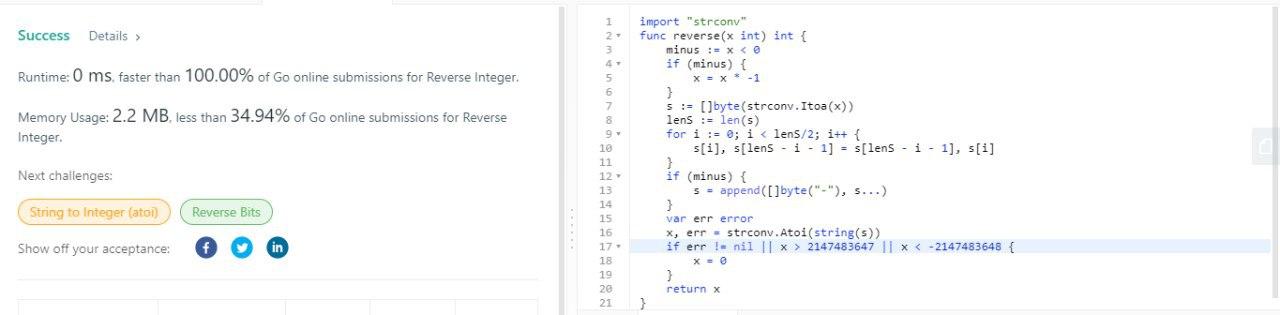 Success Details >
Runtime: 0 ms, faster than 100.00% of Go online submissions for Reverse Integer.
Memory Usage: 2.2 MB, less than 34.94% of Go online submissions for Reverse
Integer.
Next challenges:
String to Integer (atoi) Reverse Bits
Show off your acceptance: f in
1 import "strconv"
2 func reverse(x int) int {
3 minus := x < 0
4 if (minus) {
5 x = x * -1
6 }
7 s := []byte(strconv.Itoa(x))
8 lenS := len(s)
9 for i := 0; i < lenS/2; i++ {
10 s[i], s[lenS - i - 1] = s[lenS - i - 1], s[i]
11 }
12 if (minus) {
13 s = append([]byte("-"), s...)
14 }
15 var err error
16 x, err = strconv.Atoi(string(s))
17 if err != nil || x > 2147483647 || x < -2147483648 {
18 x = 0
19 }
20 return x
21 }